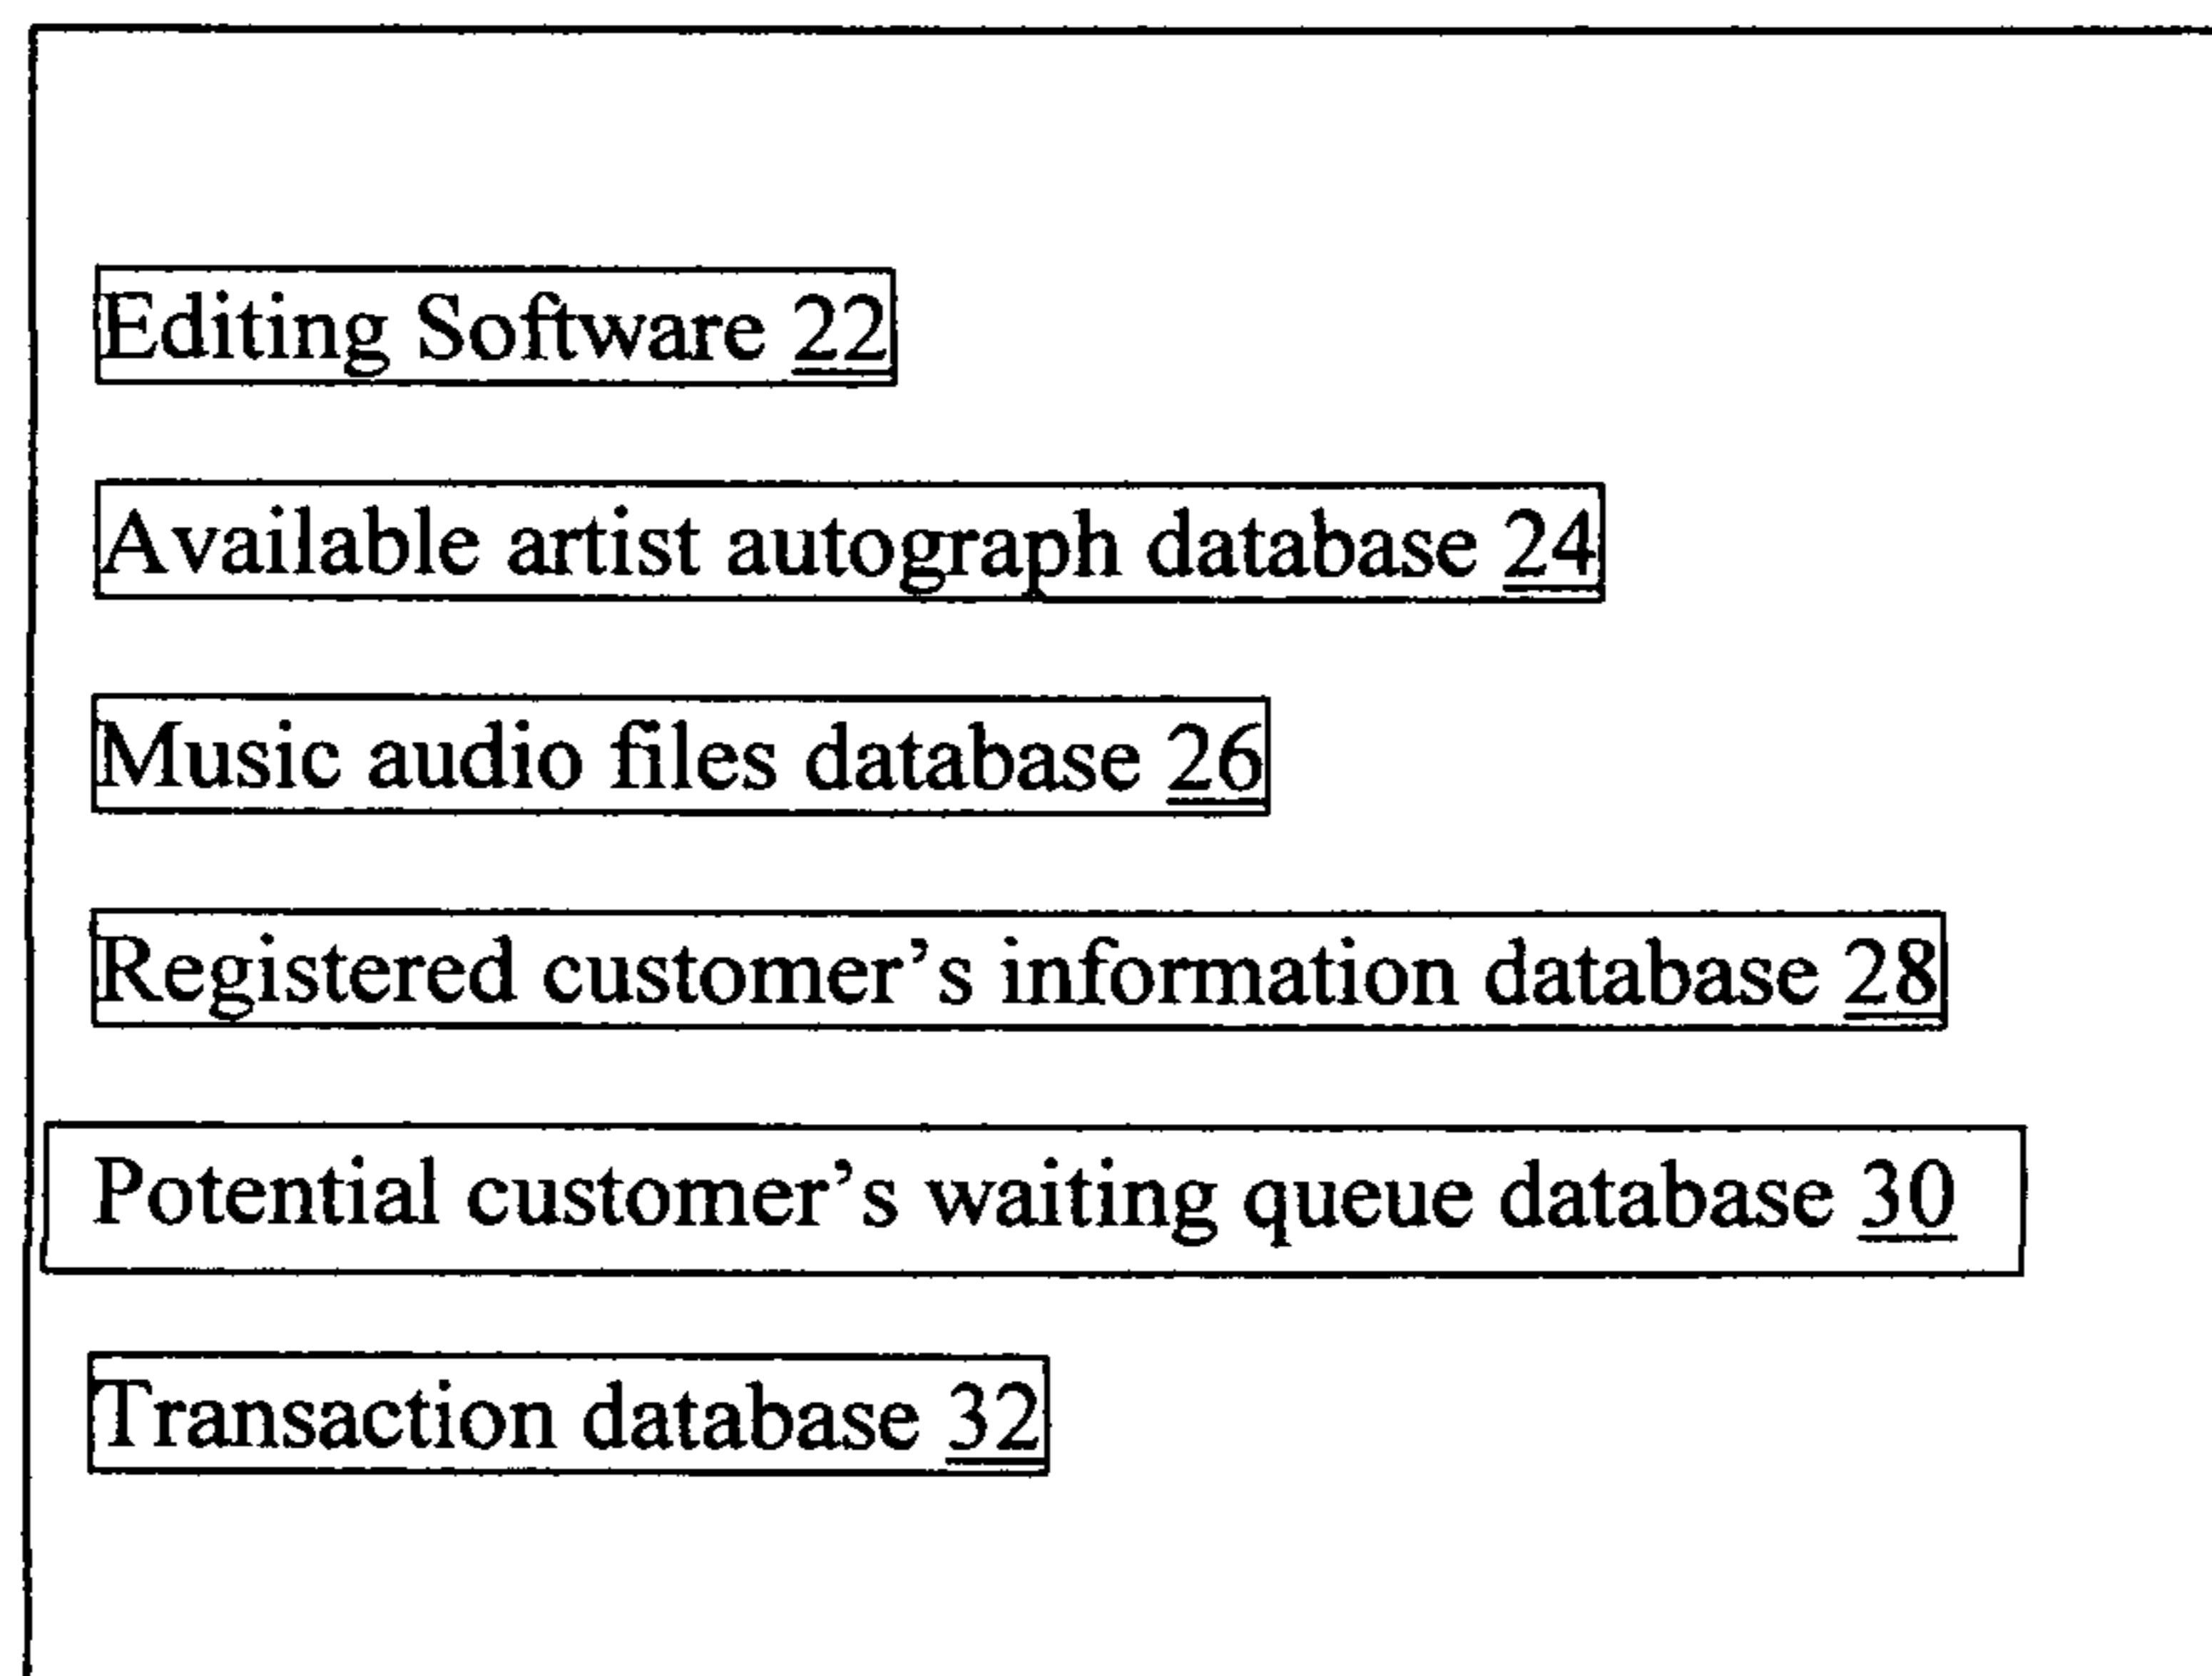 Editing Software 22
Available artist autograph database 24
Music audio files database 26
Registered customer’s information database 28
Potential customer’s waiting queue database 30
Transaction database 32